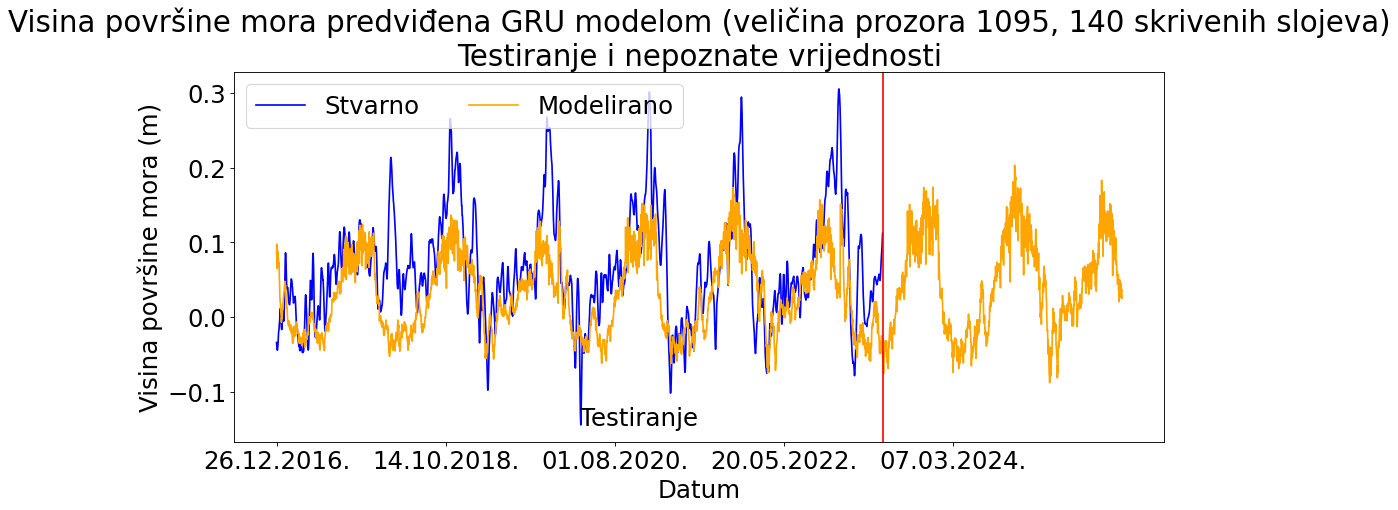 Visina površine mora predviđena GRU modelom (veličina prozora 1095, 140 skrivenih slojeva)
Testiranje i nepoznate vrijednosti
Stvarno
Modelirano
Visina površine mora (m)
0.3
0.2
0.1
0.0
−0.1
Testiranje
26.12.2016.
14.10.2018.
01.08.2020.
20.05.2022.
07.03.2024.
Datum